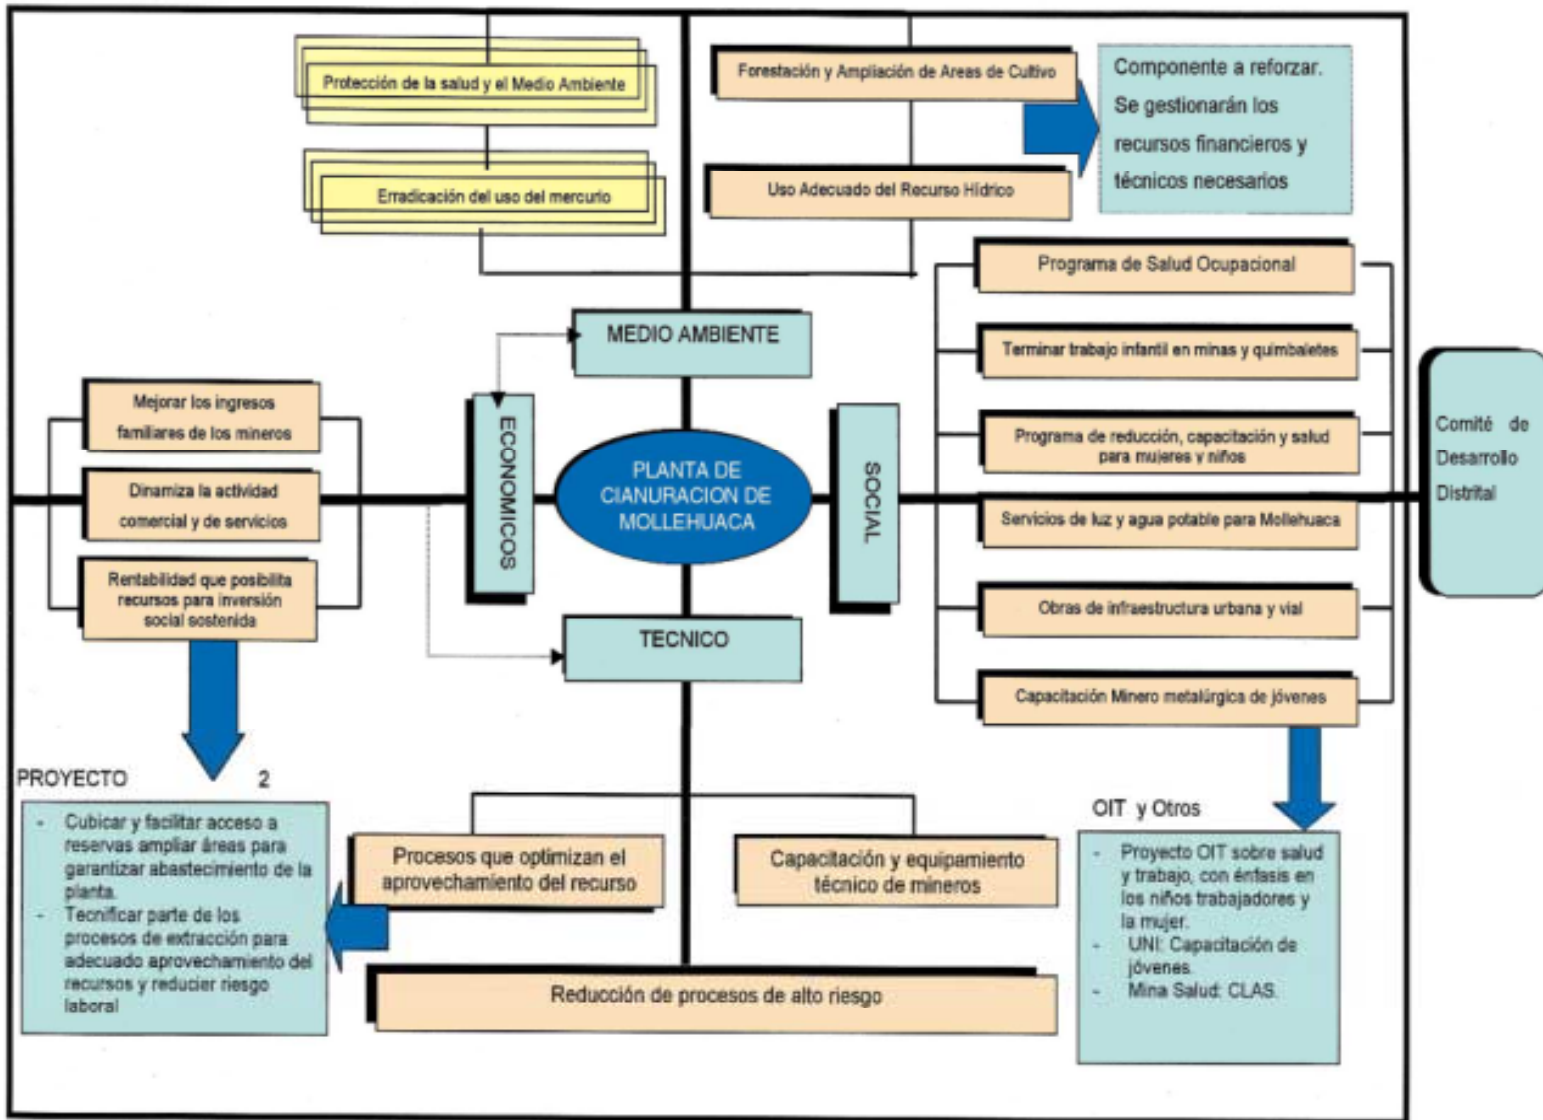 Protección de la salud y el Medio Ambiente
Erradicación del uso del mercurio
Forestación y Ampliación de Areas de Cultivo
Uso Adecuado del Recurso Hídrico
Componente a reforzar.
Se gestionarán los
recursos financieros y
técnicos necesarios
MEDIO AMBIENTE
Mejorar los ingresos
familiares de los mineros
Dinamiza la actividad
comercial y de servicios
Rentabilidad que posibilita
recursos para inversión
social sostenida
ECONOMICOS
PLANTA DE
CIANURACION DE
MOLLEHUACA
SOCIAL
Programa de Salud Ocupacional
Terminar trabajo infantil en minas y quimbaletes
Programa de reducción, capacitación y salud
para mujeres y niños
Servicios de luz y agua potable para Mollehuaca
Obras de infraestructura urbana y vial
Capacitación Minero metalúrgica de jóvenes
Comité de
Desarrollo
Distrital
TECNICO
PROYECTO 2
- Cubicar y facilitar acceso a
reservas ampliar áreas para
garantizar abastecimiento de la
planta.
- Tecnificar parte de los
procesos de extracción para
adecuado aprovechamiento del
recursos y reducier riesgo
laboral
Procesos que optimizan el
aprovechamiento del recurso
Capacitación y equipamiento
técnico de mineros
Reducción de procesos de alto riesgo
OIT y Otros
- Proyecto OIT sobre salud
y trabajo, con énfasis en
los niños trabajadores y
la mujer.
- UNI: Capacitación de
jóvenes.
- Mina Salud: CLAS.